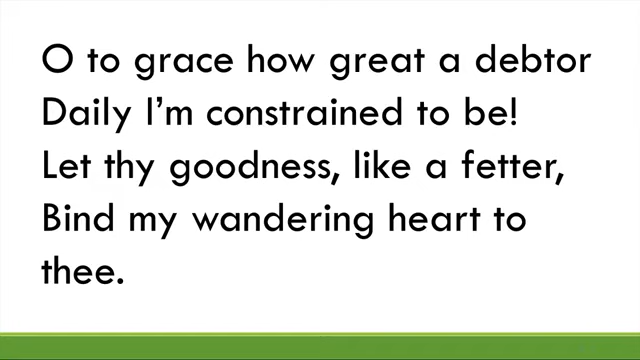 O to grace how great a debtor
Daily I’m constrained to be!
Let thy goodness, like a fetter,
Bind my wandering heart to
thee.